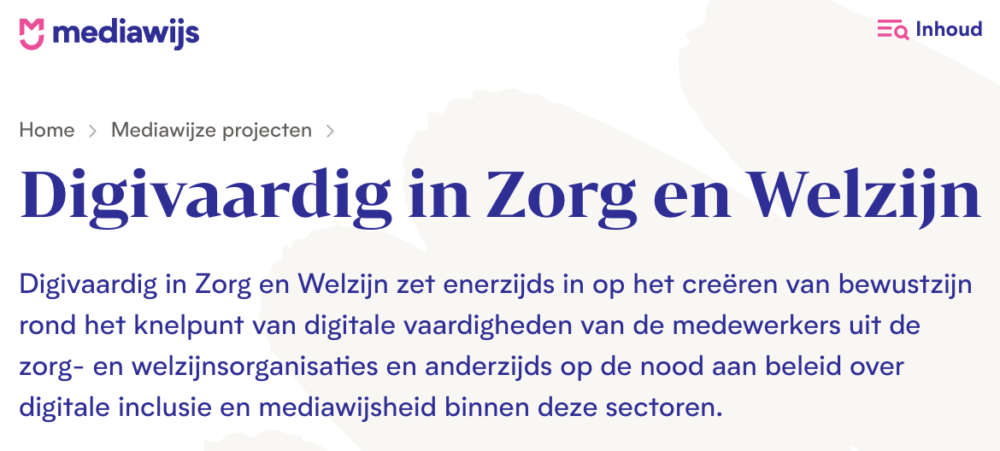 mediawijs
Inhoud
Home > Mediawijze projecten >
Digivaardig in Zorg en Welzijn
Digivaardig in Zorg en Welzijn zet enerzijds in op het creëren van bewustzijn
rond het knelpunt van digitale vaardigheden van de medewerkers uit de
zorg- en welzijnsorganisaties en anderzijds op de nood aan beleid over
digitale inclusie en mediawijsheid binnen deze sectoren.